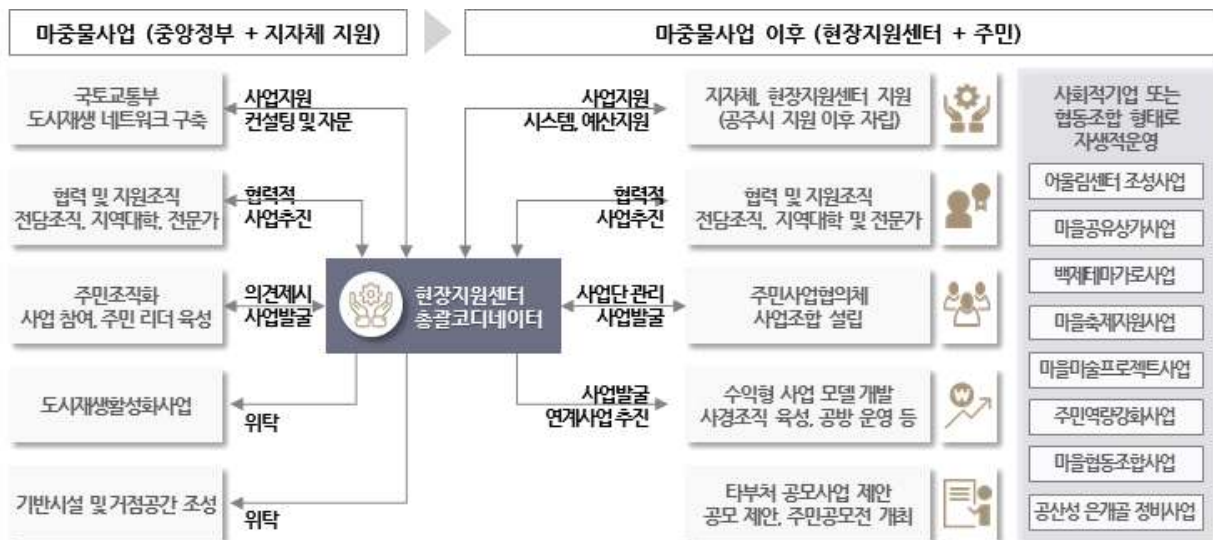 마중물사업 (중앙정부 + 지자체 지원)
마중물사업 이후 (현장지원센터 + 주민)
국토교통부
도시재생 네트워크 구축
사업지원
컨설팅 및 자문
협력 및 지원조직
전담조직, 지역대학, 전문가
협력적
사업추진
주민조직화
사업 참여, 주민 리더 육성
의견제시
사업발굴
도시재생활성화사업
위탁
기반시설 및 거점공간 조성
위탁
현장지원센터
총괄코디네이터
사업지원
시스템, 예산지원
지자체, 현장지원센터 지원
(공주시 지원 이후 자립)
협력적
사업추진
협력 및 지원조직
전담조직, 지역대학 및 전문가
사업단 관리
사업발굴
주민사업협의체
사업조합 설립
사업발굴
연계사업 추진
수익형 사업 모델 개발
사경조직 육성, 공방 운영 등
타부처 공모사업 제안
공모 제안, 주민공모전 개최
사회적기업 또는
협동조합 형태로
자생적운영
어울림센터 조성사업
마을공유상가사업
백제테마가로사업
마을축제지원사업
마을미술프로젝트사업
주민역량강화사업
마을협동조합사업
공산성 은개골 정비사업